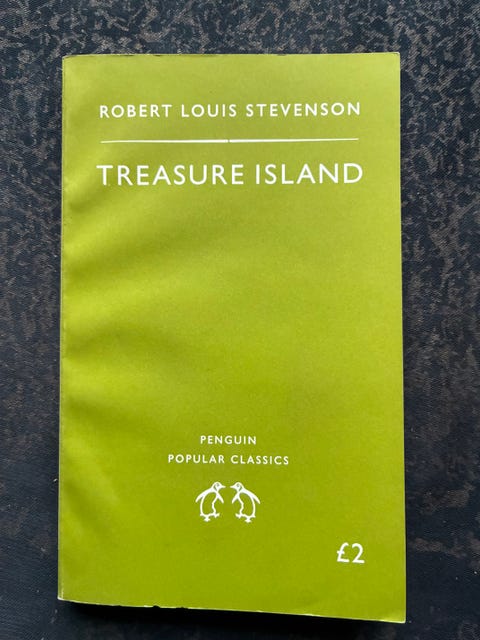 ROBERT LOUIS STEVENSON
TREASURE ISLAND
PENGUIN
POPULAR CLASSICS
£2